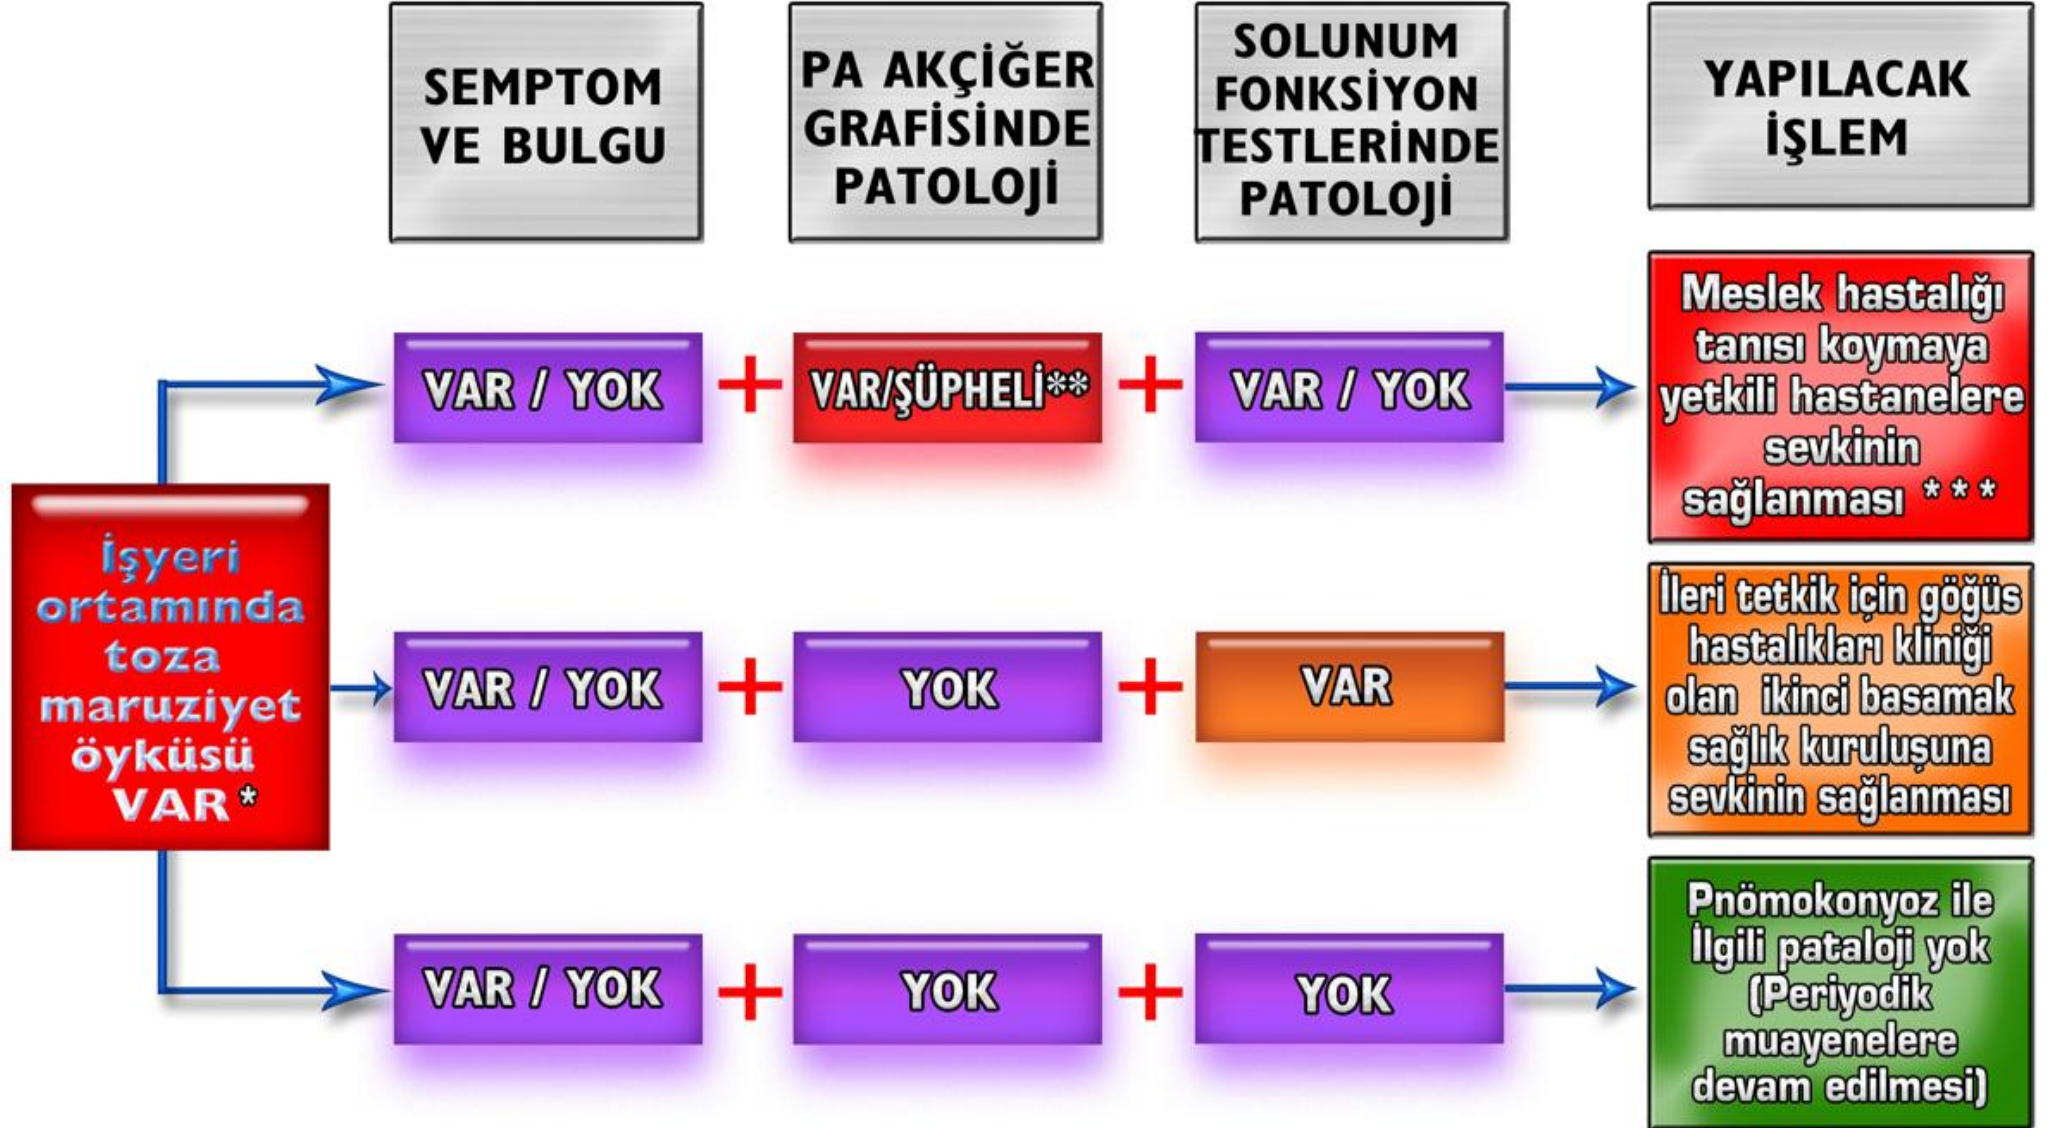 SEMPTOM
VE BULGU
PA AKCİĞER
GRAFİSİNDE
PATOLOJİ
SOLUNUM
FONKSİYON
TESTLERİNDE
PATOLOJİ
YAPILACAK
İŞLEM
İşyeri
ortamında
toza
maruziyet
öyküsü
VAR*
VAR / YOK
+
VAR/ŞÜPHELİ**
+
VAR / YOK
Meslek hastalığı
tanısı koymaya
yetkili hastanelere
sevkinin
sağlanması ***
VAR / YOK
+
YOK
+
VAR
İleri tetkik için göğüs
hastalıkları kliniği
olan ikinci basamak
sağlık kuruluşuna
sevkinin sağlanması
VAR / YOK
+
YOK
+
YOK
Pnömokonyoz ile
İlgili pataloji yok
(Periyodik
muayenelere
devam edilmesi)